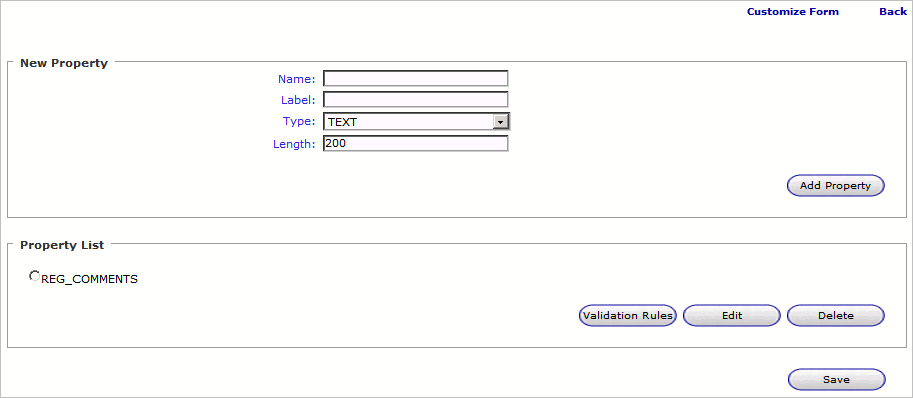 Customize Form Back
New Property
Name:
Label:
Type: TEXT
Length: 200
Add Property
Property List
REG_COMMENTS
Validation Rules Edit Delete
Save